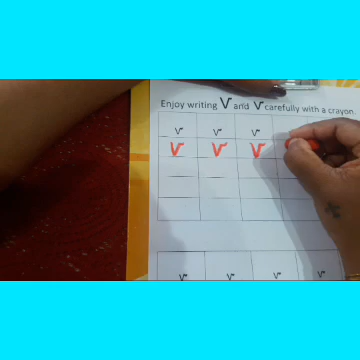 Enjoy writing V and V carefully with a crayon.
V V V
V V V
V V V V